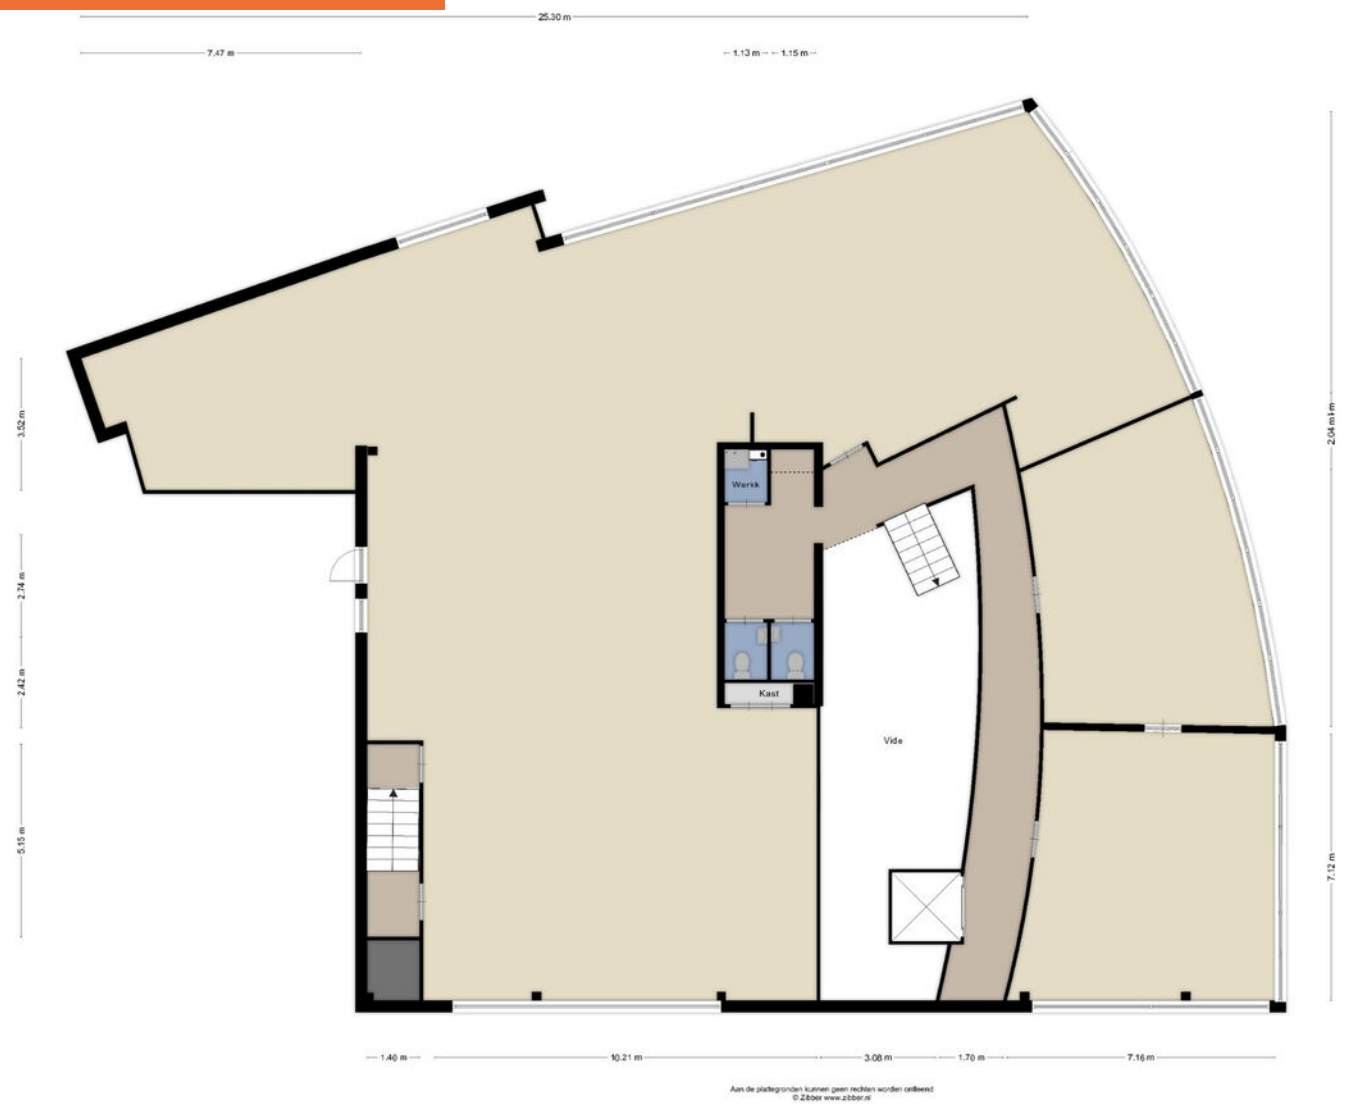 25.30 m
7.47 m
1.13 m
1.15 m
3.52 m
Werkk
2.74 m
2.42 m
Kast
Vide
5.15 m
7.12 m
1.40 m
10.21 m
3.08 m
1.70 m
7.16 m
Aan de plattegronden kunnen geen rechten worden ontleend
© Zibber www.zibber.nl